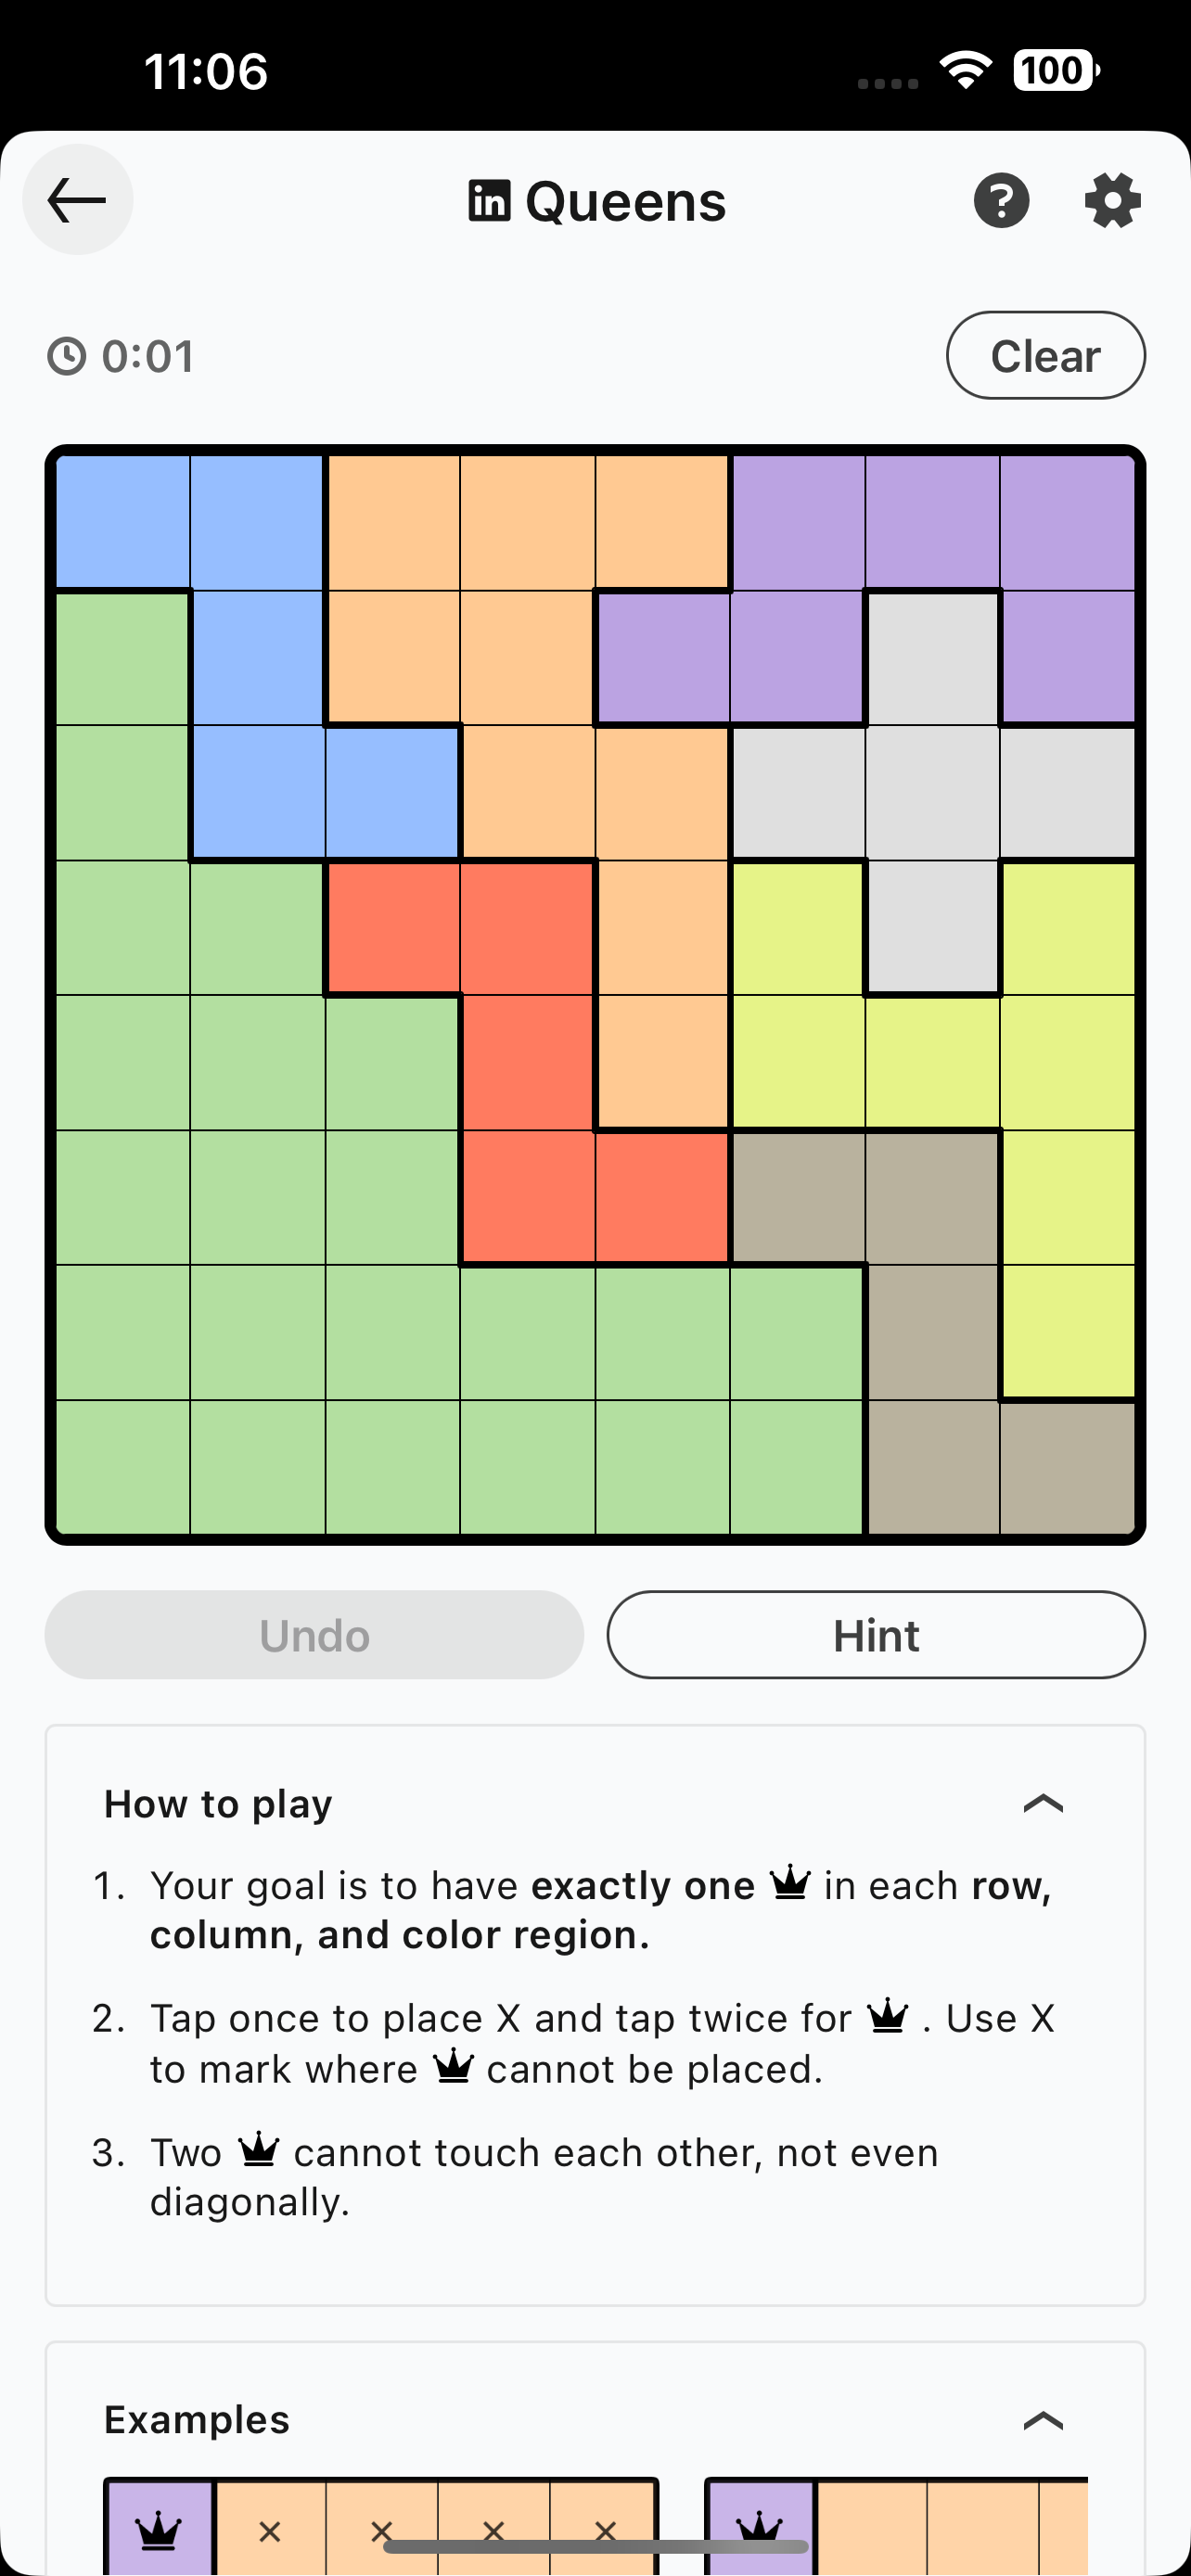 11:06
100
in Queens
?
0:01
Clear
Undo
Hint
How to play
1. Your goal is to have exactly one in each row,
column, and color region.
2. Tap once to place X and tap twice for . Use X
to mark where cannot be placed.
3. Two cannot touch each other, not even
diagonally.
Examples